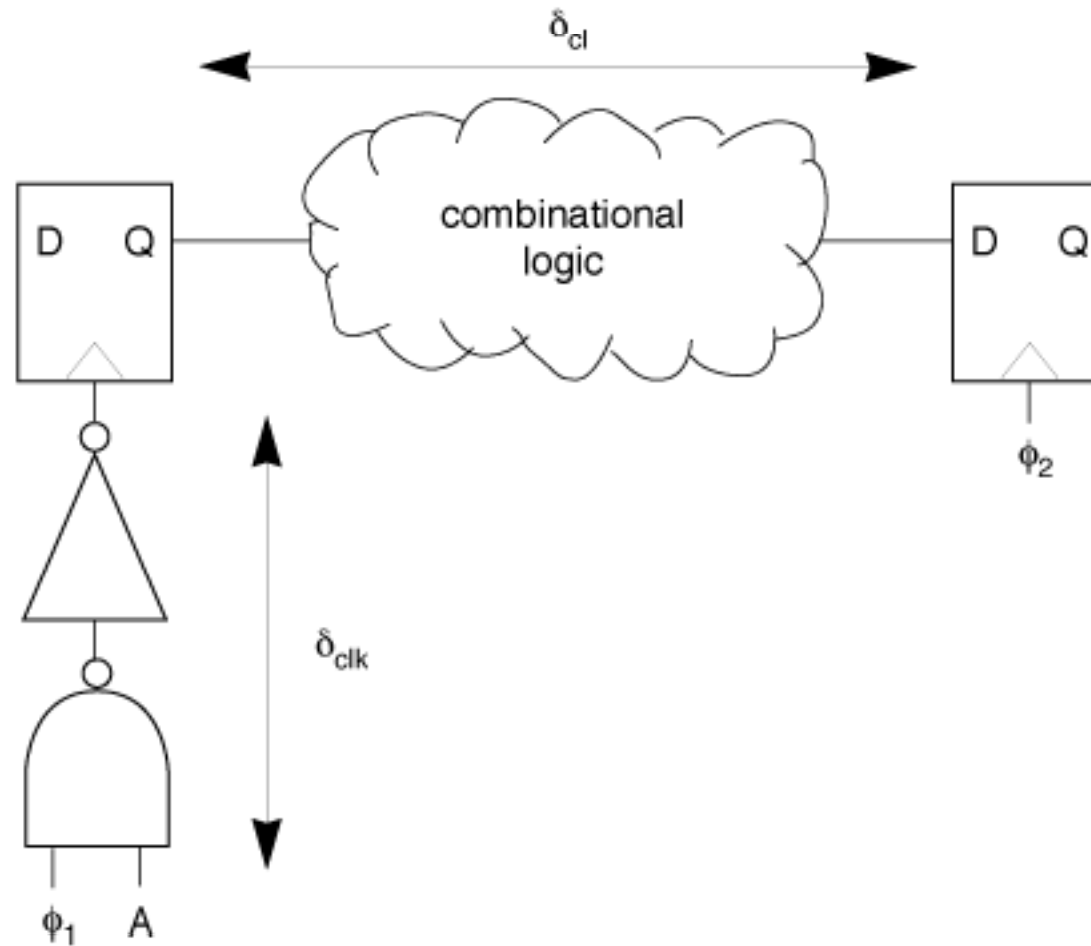 δcl
D Q
combinational
logic
D Q
ϕ2
δclk
ϕ1 A